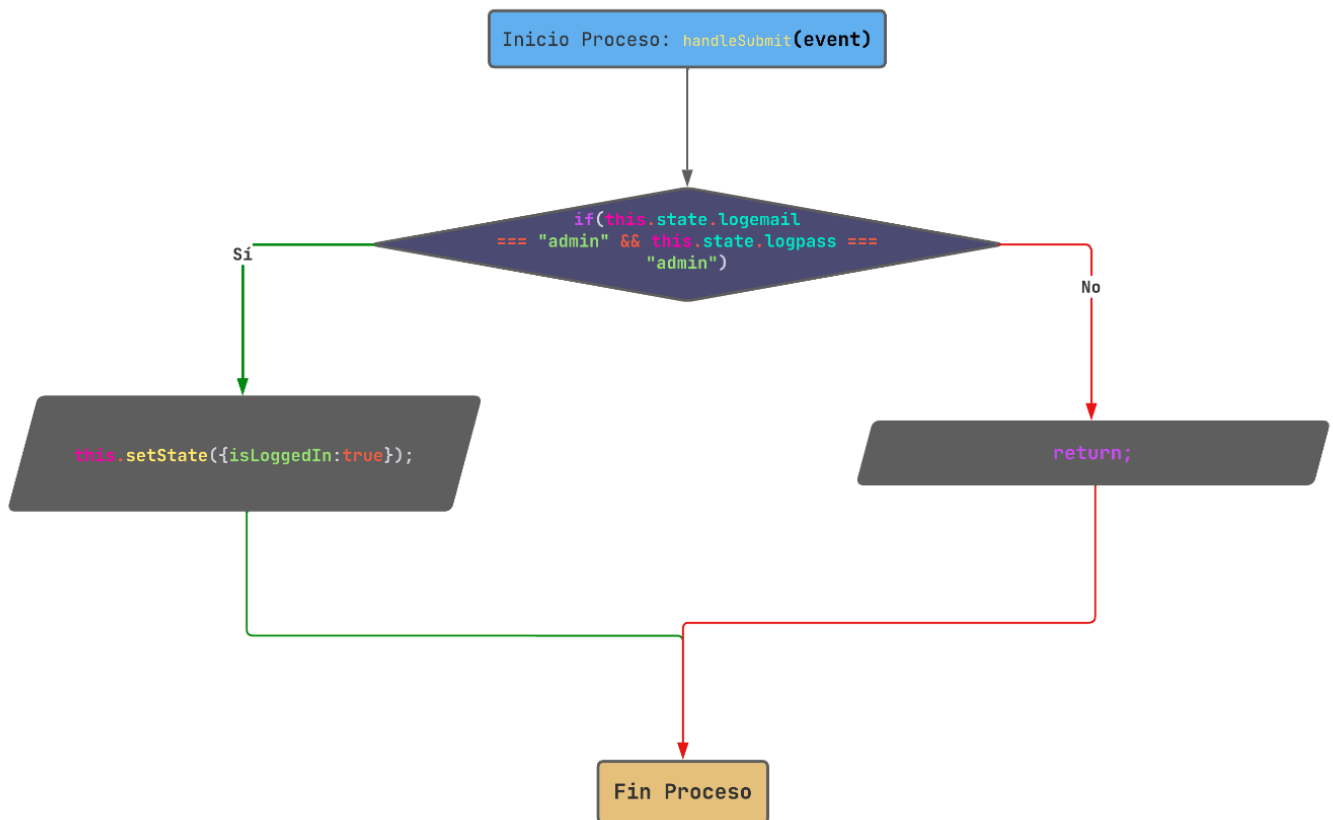 Inicio Proceso: handleSubmit(event)
if(this.state.logemail
=== "admin" && this.state.logpass ===
"admin")
Sí
No
this.setState({isLoggedIn:true});
return;
Fin Proceso